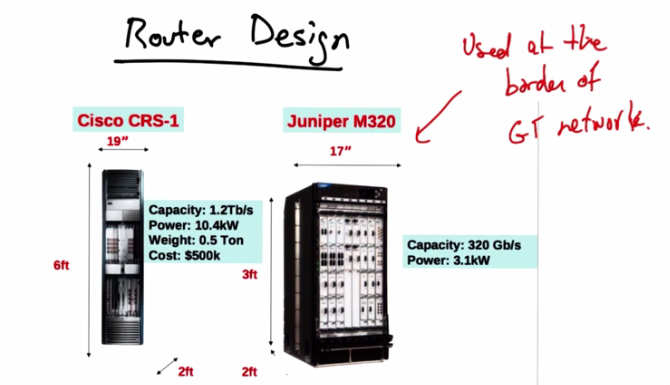 Router Design
Used at the
border of
GT network.
Cisco CRS-1
19”
6ft
Capacity: 1.2Tb/s
Power: 10.4kW
Weight: 0.5 Ton
Cost: $500k
2ft
Juniper M320
17”
3ft
2ft
Capacity: 320 Gb/s
Power: 3.1kW